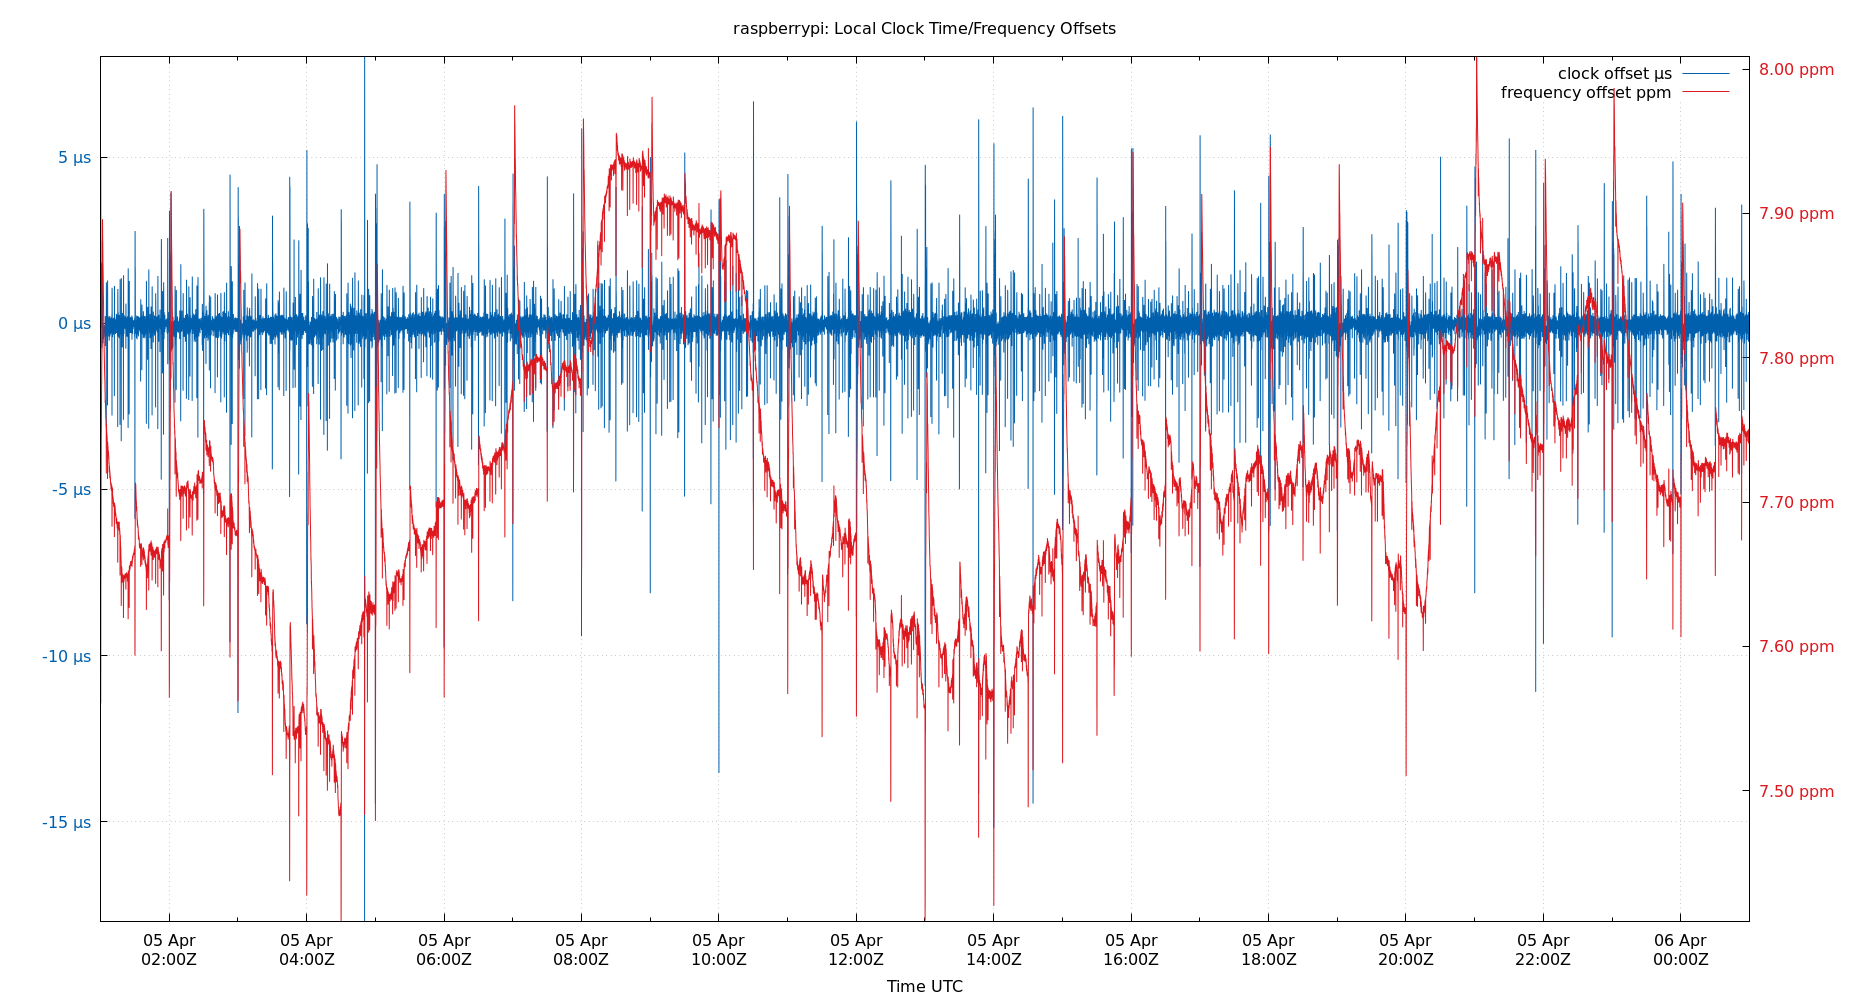 raspberrypi: Local Clock Time/Frequency Offsets
clock offset µs
frequency offset ppm
5 µs
0 µs
-5 µs
-10 µs
-15 µs
8.00 ppm
7.90 ppm
7.80 ppm
7.70 ppm
7.60 ppm
7.50 ppm
05 Apr
02:00Z
05 Apr
04:00Z
05 Apr
06:00Z
05 Apr
08:00Z
05 Apr
10:00Z
05 Apr
12:00Z
05 Apr
14:00Z
05 Apr
16:00Z
05 Apr
18:00Z
05 Apr
20:00Z
05 Apr
22:00Z
06 Apr
00:00Z
Time UTC